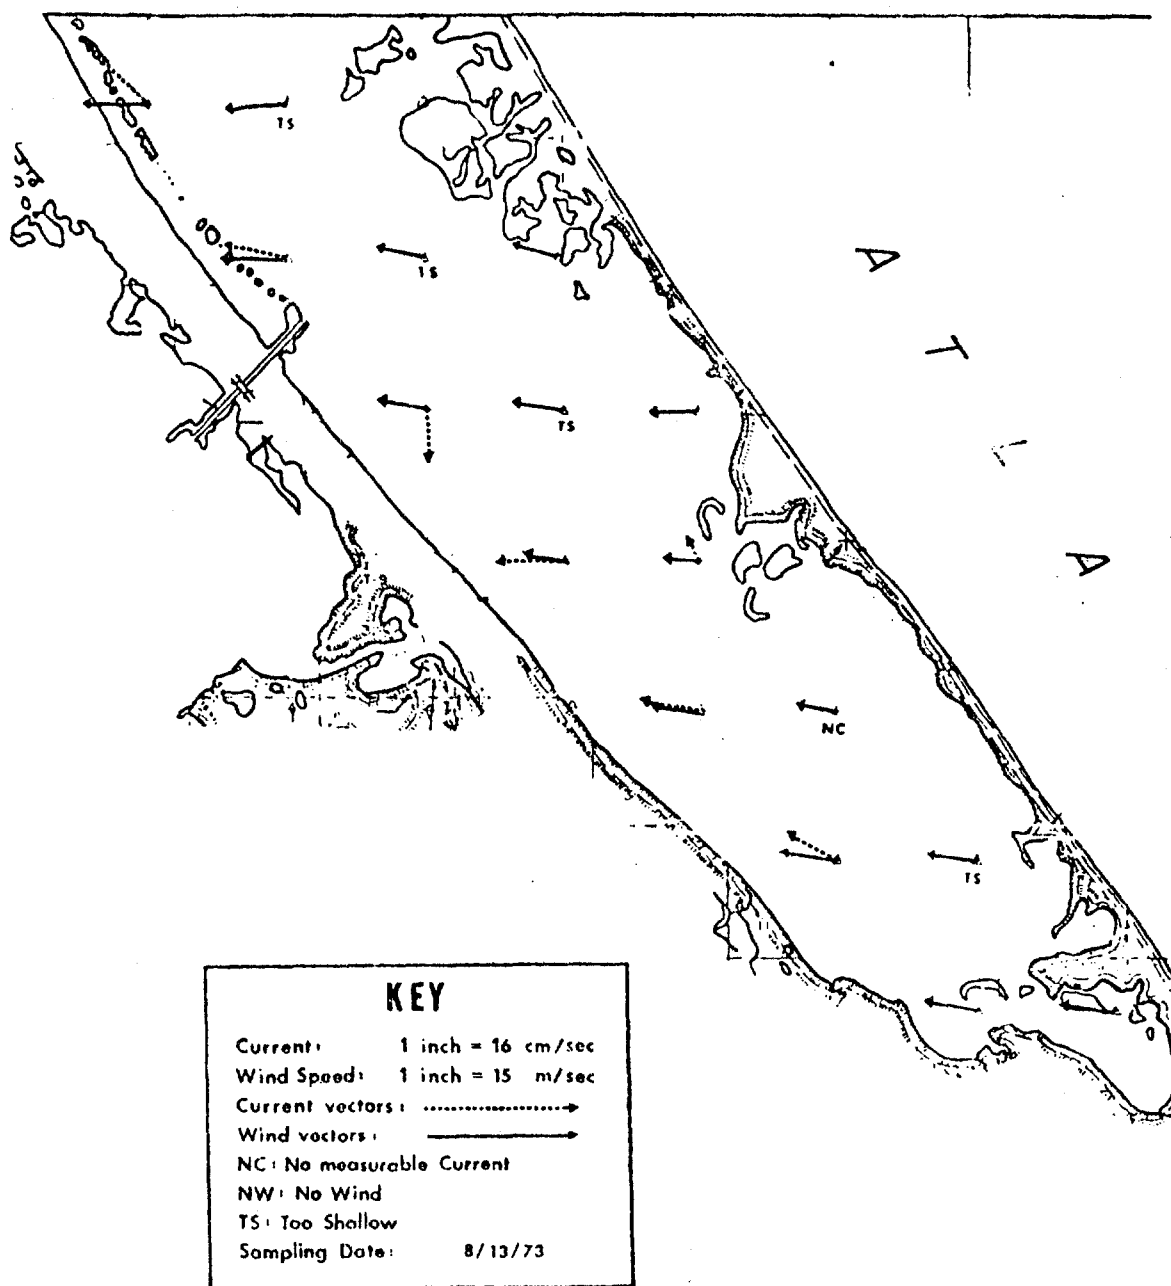 TS
TS
A
T
L
A
TS
NC
TS
KEY
Current: 1 inch = 16 cm/sec
Wind Speed: 1 inch = 15 m/sec
Current vectors:
Wind vectors:
NC: No measurable Current
NW: No Wind
TS: Too Shallow
Sampling Date: 8/13/73